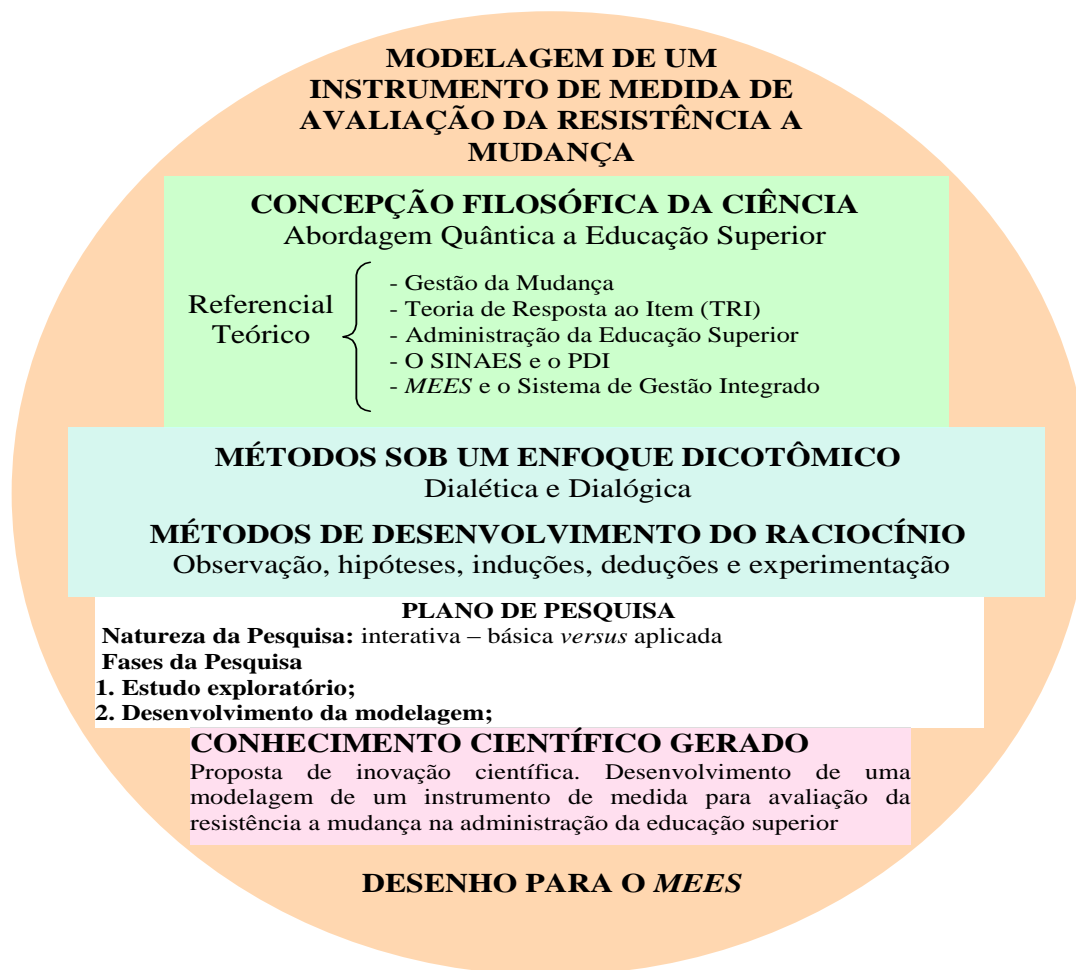 MODELAGEM DE UM
INSTRUMENTO DE MEDIDA DE
AVALIAÇÃO DA RESISTÊNCIA A
MUDANÇA
CONCEPÇÃO FILOSÓFICA DA CIÊNCIA
Abordagem Quântica a Educação Superior
Referencial
Teórico
- Gestão da Mudança
- Teoria de Resposta ao Item (TRI)
- Administração da Educação Superior
- O SINAES e o PDI
- MEES e o Sistema de Gestão Integrado
MÉTODOS SOB UM ENFOQUE DICOTÔMICO
Dialética e Dialógica
MÉTODOS DE DESENVOLVIMENTO DO RACIOCÍNIO
Observação, hipóteses, induções, deduções e experimentação
PLANO DE PESQUISA
Natureza da Pesquisa: interativa – básica versus aplicada
Fases da Pesquisa
1. Estudo exploratório;
2. Desenvolvimento da modelagem;
CONHECIMENTO CIENTÍFICO GERADO
Proposta de inovação científica. Desenvolvimento de uma
modelagem de um instrumento de medida para avaliação da
resistência a mudança na administração da educação superior
DESENHO PARA O MEES